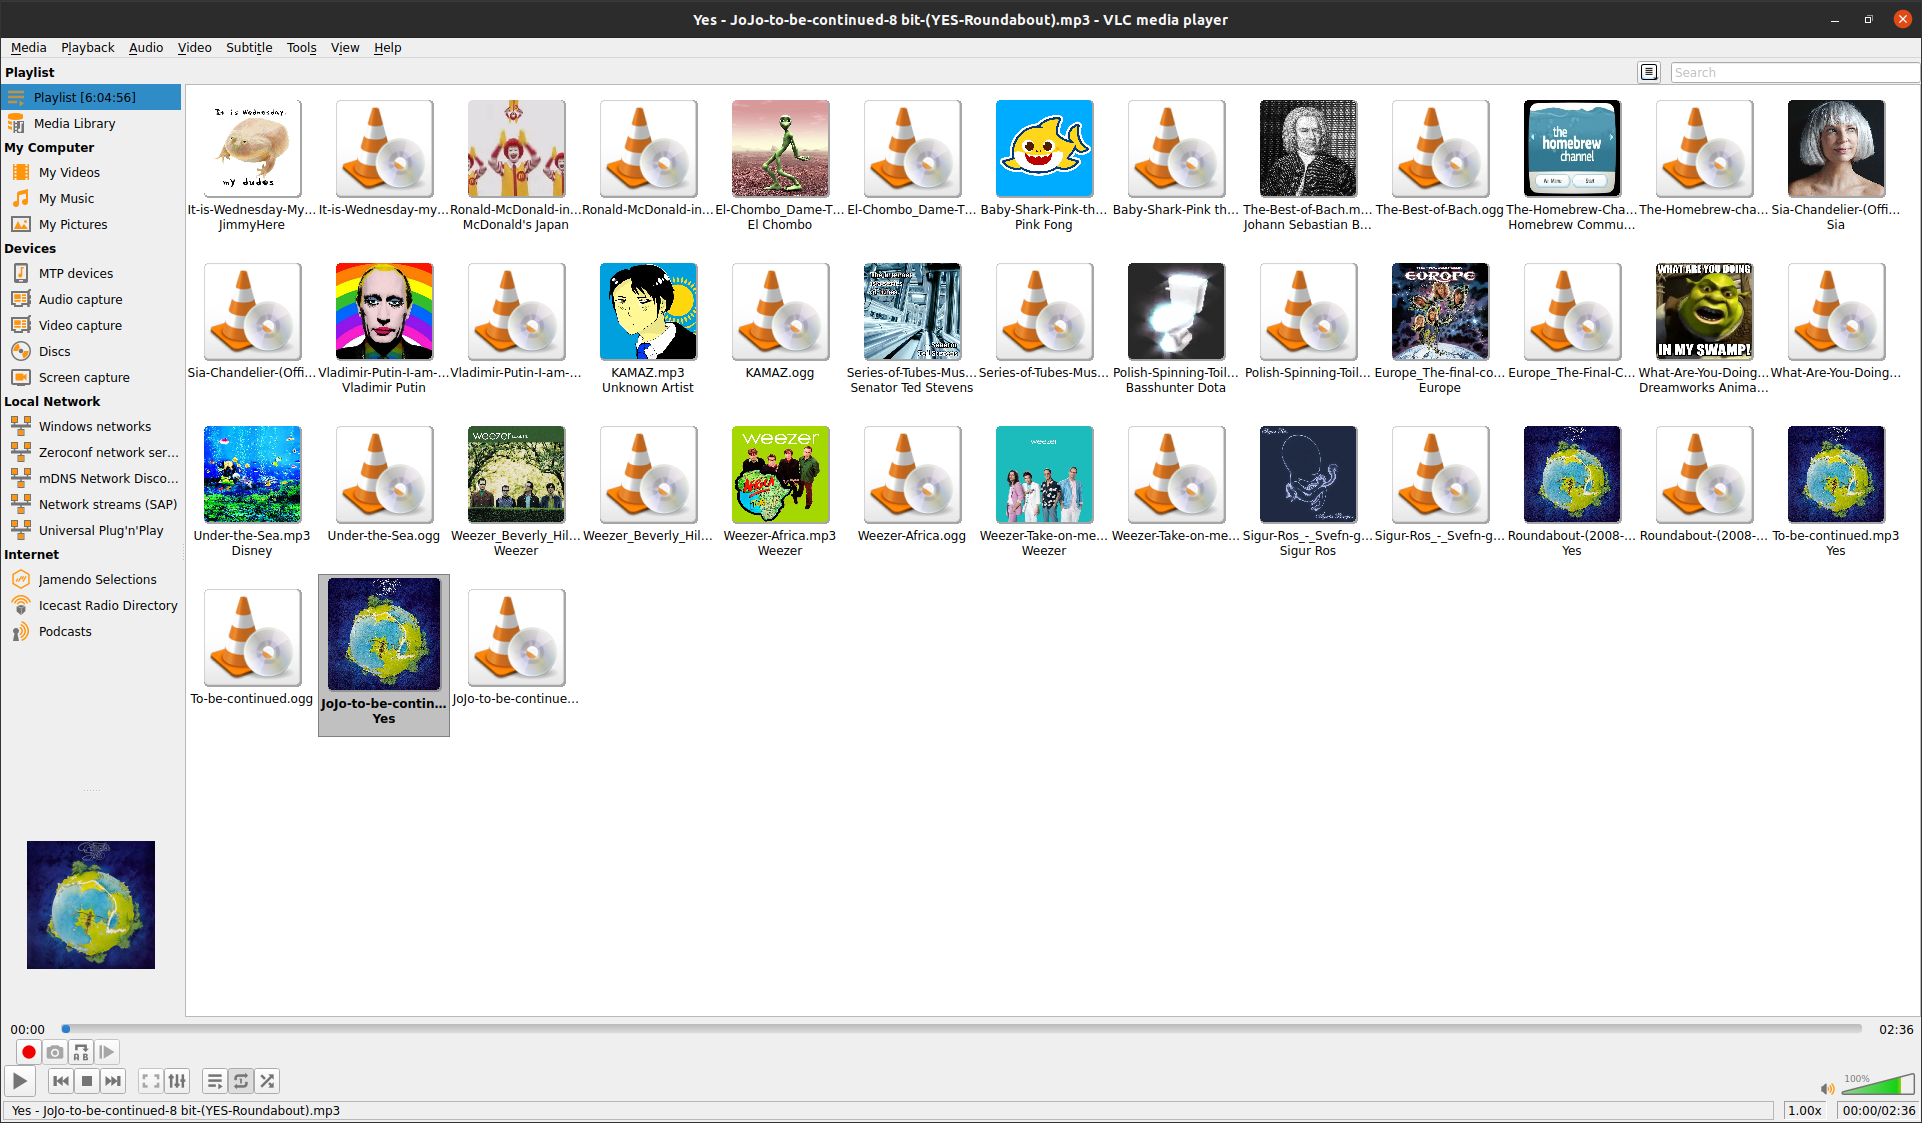 Yes - JoJo-to-be-continued-8 bit-(YES-Roundabout).mp3 - VLC media player
Media Playback Audio Video Subtitle Tools View Help
Playlist
Search
Playlist [6:04:56]
Media Library
My Computer
My Videos
My Music
My Pictures
Devices
MTP devices
Audio capture
Video capture
Discs
Screen capture
Local Network
Windows networks
Zeroconf network ser...
mDNS Network Disco...
Network streams (SAP)
Universal Plug'n'Play
Internet
Jamendo Selections
Icecast Radio Directory
Podcasts
It is Wednesday.
my dudes
the
homebrew
channel
It-is-Wednesday-My... It-is-Wednesday-my... Ronald-McDonald-in... Ronald-McDonald-in... El-Chombo_Dame-T... El-Chombo_Dame-T... Baby-Shark-Pink-th... Baby-Shark-Pink th... The-Best-of-Bach.m... The-Best-of-Bach.ogg The-Homebrew-Cha... The-Homebrew-cha... Sia-Chandelier-(Offi...
JimmyHere McDonald's Japan El Chombo Pink Fong Johann Sebastian B... Homebrew Commu... Sia
EUROPE
WHAT ARE YOU DOING
IN MY SWAMP!
Sia-Chandelier-(Offi... Vladimir-Putin-I-am-... Vladimir-Putin-I-am-... KAMAZ.mp3 KAMAZ.ogg Series-of-Tubes-Mus... Series-of-Tubes-Mus... Polish-Spinning-Toil... Polish-Spinning-Toil... Europe_The-final-co... Europe_The-Final-C... What-Are-You-Doing... What-Are-You-Doing...
Vladimir Putin Unknown Artist Senator Ted Stevens Basshunter Dota Europe Dreamworks Anima...
weezer
weezer
AFRICA
weezer
Under-the-Sea.mp3 Under-the-Sea.ogg Weezer_Beverly_Hil... Weezer_Beverly_Hil... Weezer-Africa.mp3 Weezer-Africa.ogg Weezer-Take-on-me... Weezer-Take-on-me... Sigur-Ros_-_Svefn-g... Sigur-Ros_-_Svefn-g... Roundabout-(2008-... Roundabout-(2008-... To-be-continued.mp3
Disney Weezer Weezer Weezer Sigur Ros Yes Yes
To-be-continued.ogg JoJo-to-be-contin... JoJo-to-be-continue...
Yes
00:00 02:36
A B
100%
Yes - JoJo-to-be-continued-8 bit-(YES-Roundabout).mp3 1.00x 00:00/02:36